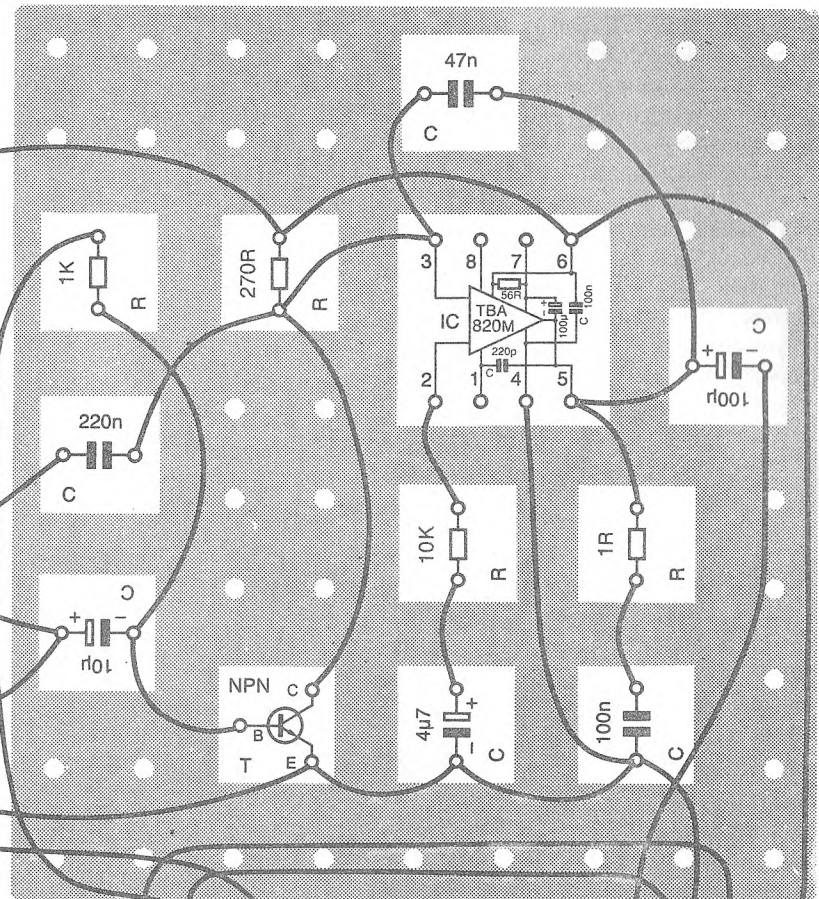 47n
C
1K
R
270R
R
3 8 7 6
56R
100n
C
100µ
+
−
IC
TBA
820M
220p
C
2 1 4 5
C
+ −
100µ
220n
C
10K
R
1R
R
C
+ −
10µ
NPN
C
B
E
T
4µ7
+
−
C
100n
C